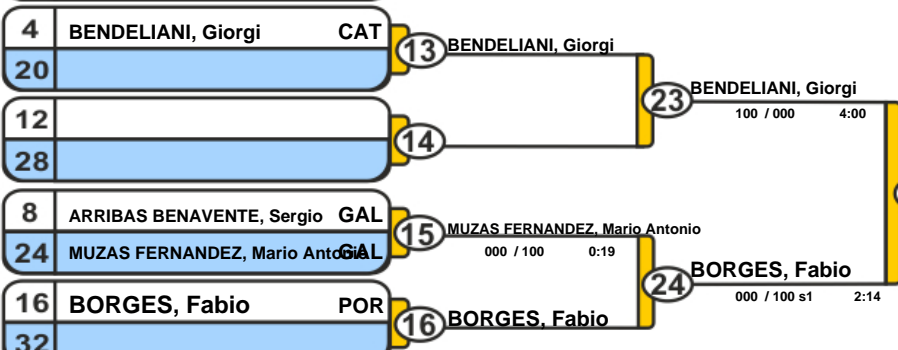 4 BENDELIANI, Giorgi CAT
20
13 BENDELIANI, Giorgi
23 BENDELIANI, Giorgi
100 / 000 4:00
12
28
14
8 ARRIBAS BENAVENTE, Sergio GAL
24 MUZAS FERNANDEZ, Mario Antonio GAL
15 MUZAS FERNANDEZ, Mario Antonio
000 / 100 0:19
24 BORGES, Fabio
000 / 100 s1 2:14
16 BORGES, Fabio POR
32
16 BORGES, Fabio